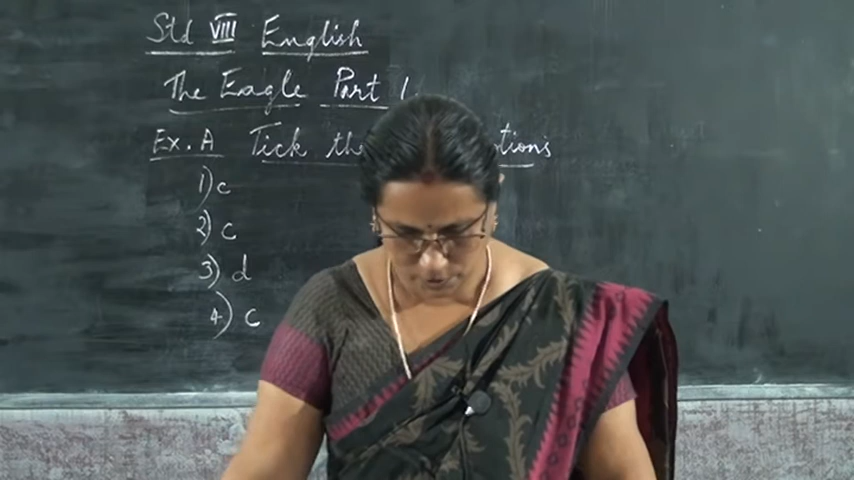 Std VIII English
The Eagle Part 1
Ex. A Tick the
1) c
2) c
3) d
4) c